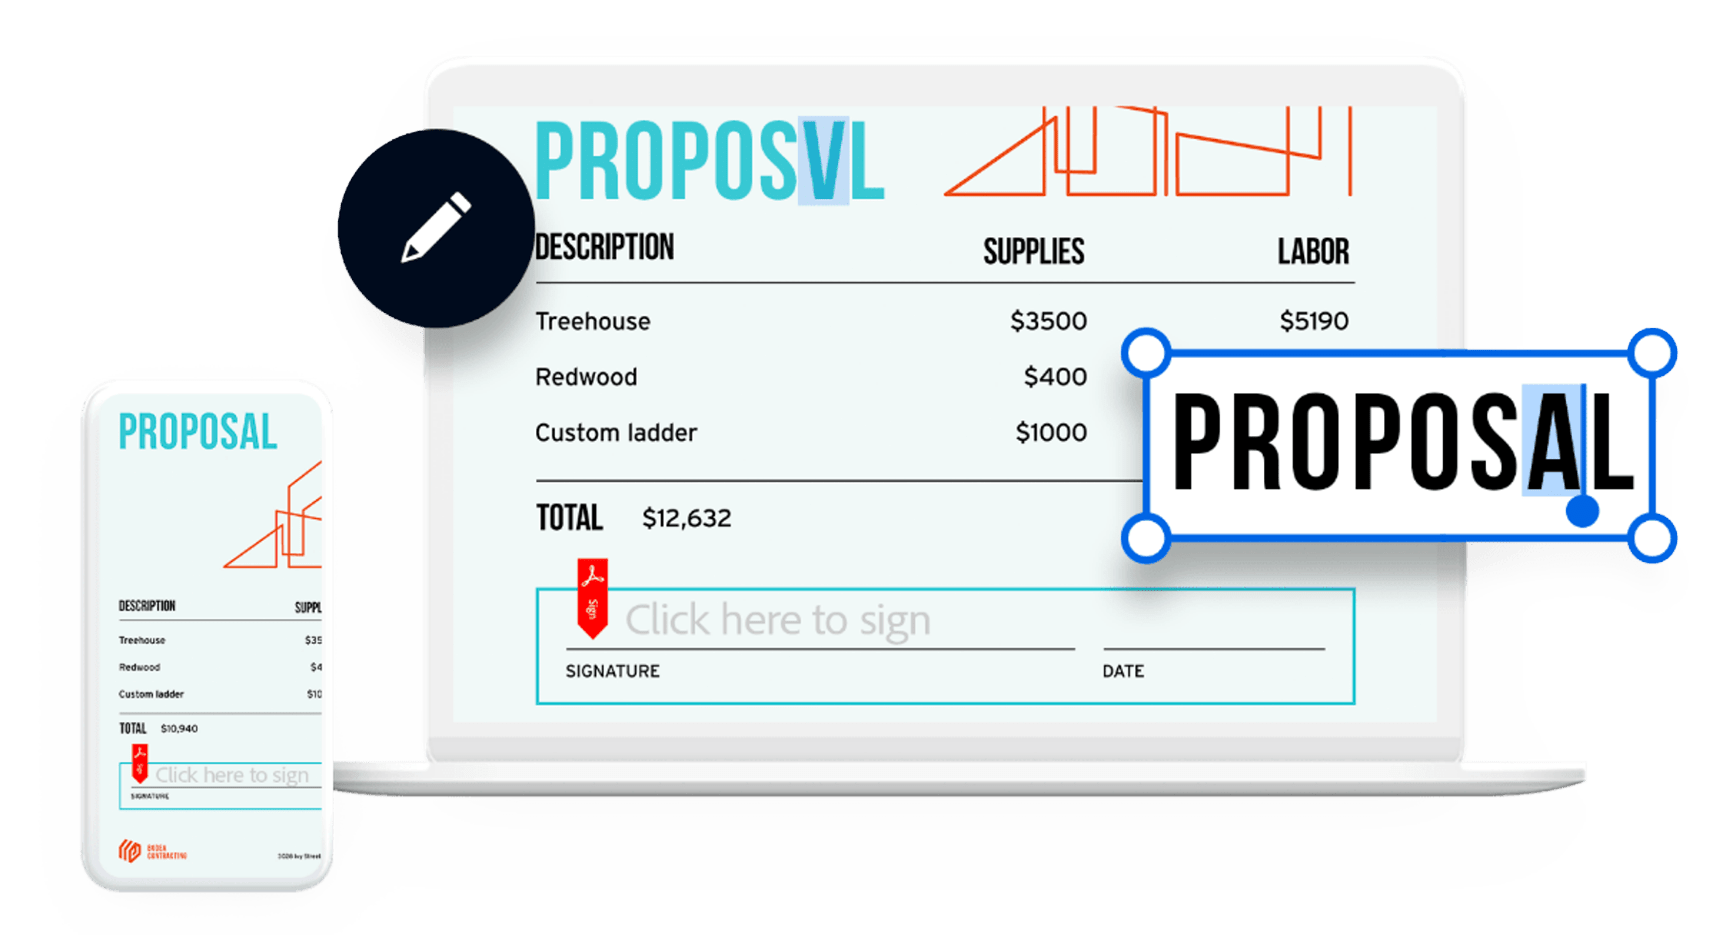 PROPOSVL
DESCRIPTION SUPPLIES LABOR
Treehouse $3500 $5190
Redwood $400
Custom ladder $1000
TOTAL $12,632
Sign
Click here to sign
SIGNATURE DATE
PROPOSAL
PROPOSAL
DESCRIPTION SUPPL
Treehouse $35
Redwood $4
Custom ladder $10
TOTAL $10,940
Click here to sign
SIGNATURE
CONTRACTING